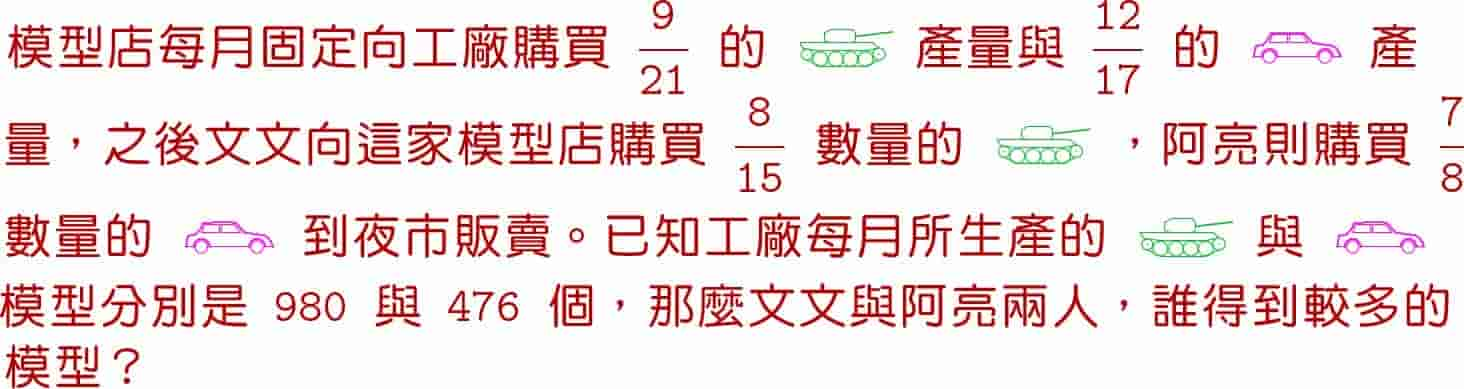 模型店每月固定向工廠購買 9/21 的 產量與 12/17 的 產
量，之後文文向這家模型店購買 8/15 數量的 ，阿亮則購買 7/8
數量的 到夜市販賣。已知工廠每月所生產的 與
模型分別是 980 與 476 個，那麼文文與阿亮兩人，誰得到較多的
模型？